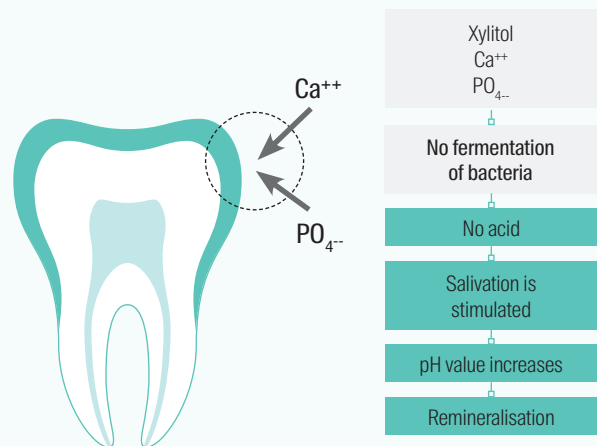 Ca⁺⁺
PO₄₋₋
Xylitol
Ca⁺⁺
PO₄₋₋
No fermentation
of bacteria
No acid
Salivation is
stimulated
pH value increases
Remineralisation